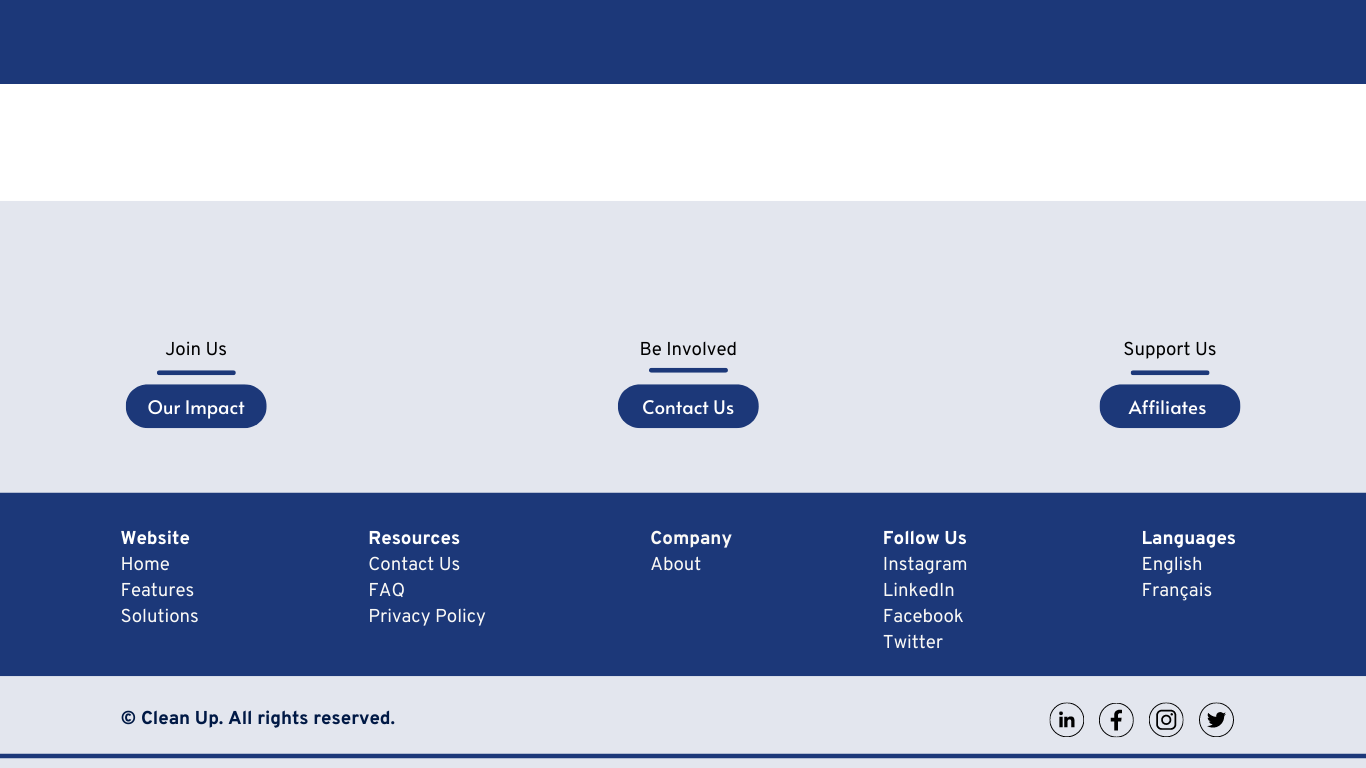 Join Us
Be Involved
Support Us
Our Impact
Contact Us
Affiliates
Website
Home
Features
Solutions
Resources
Contact Us
FAQ
Privacy Policy
Company
About
Follow Us
Instagram
LinkedIn
Facebook
Twitter
Languages
English
Français
© Clean Up. All rights reserved.